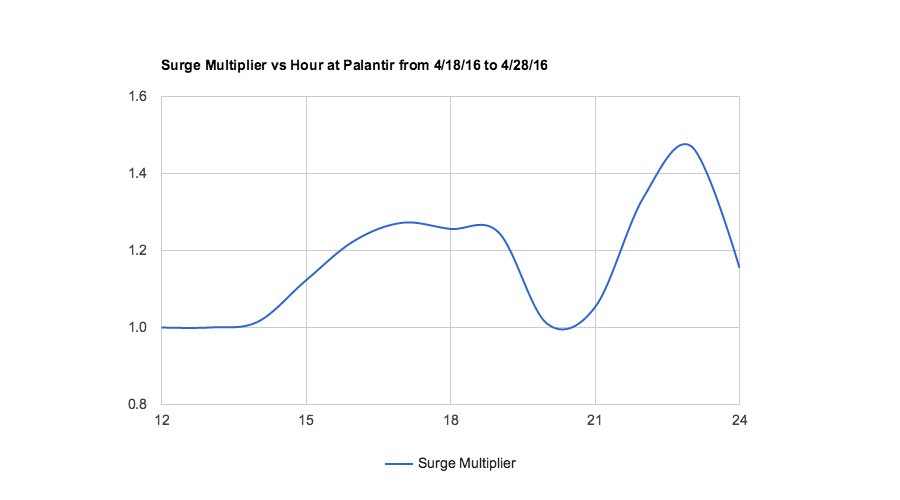 Surge Multiplier vs Hour at Palantir from 4/18/16 to 4/28/16
1.6
1.4
1.2
1.0
0.8
12 15 18 21 24
Surge Multiplier